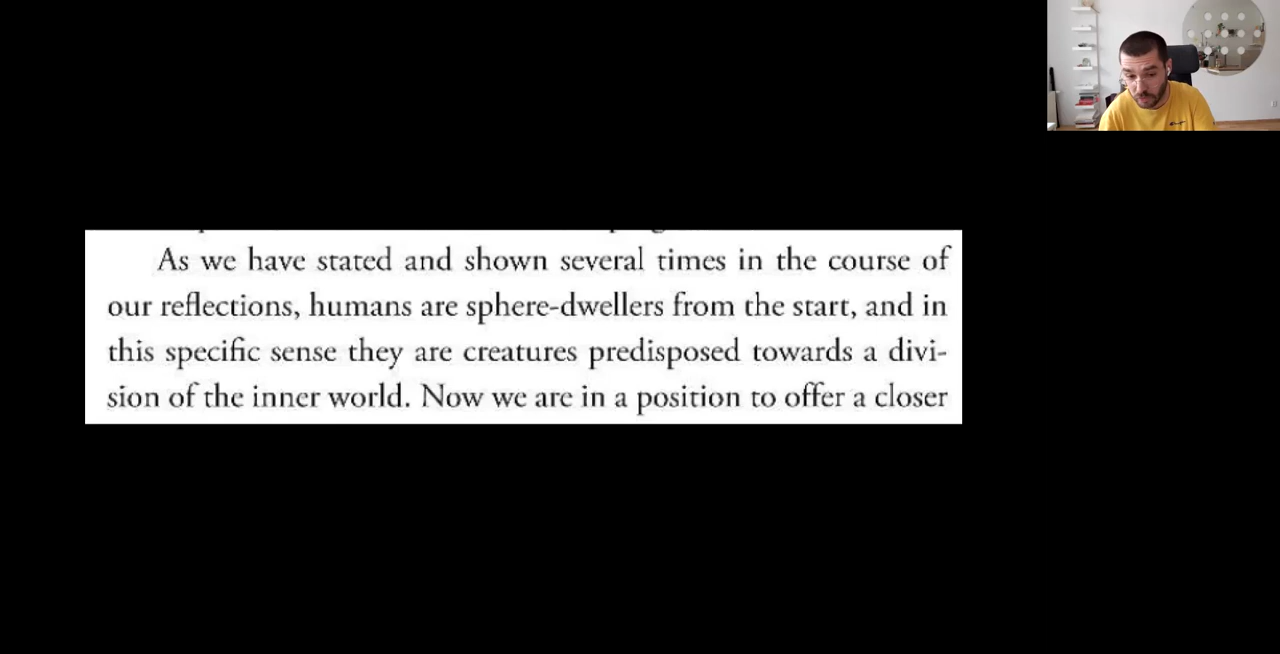 As we have stated and shown several times in the course of
our reflections, humans are sphere-dwellers from the start, and in
this specific sense they are creatures predisposed towards a divi-
sion of the inner world. Now we are in a position to offer a closer